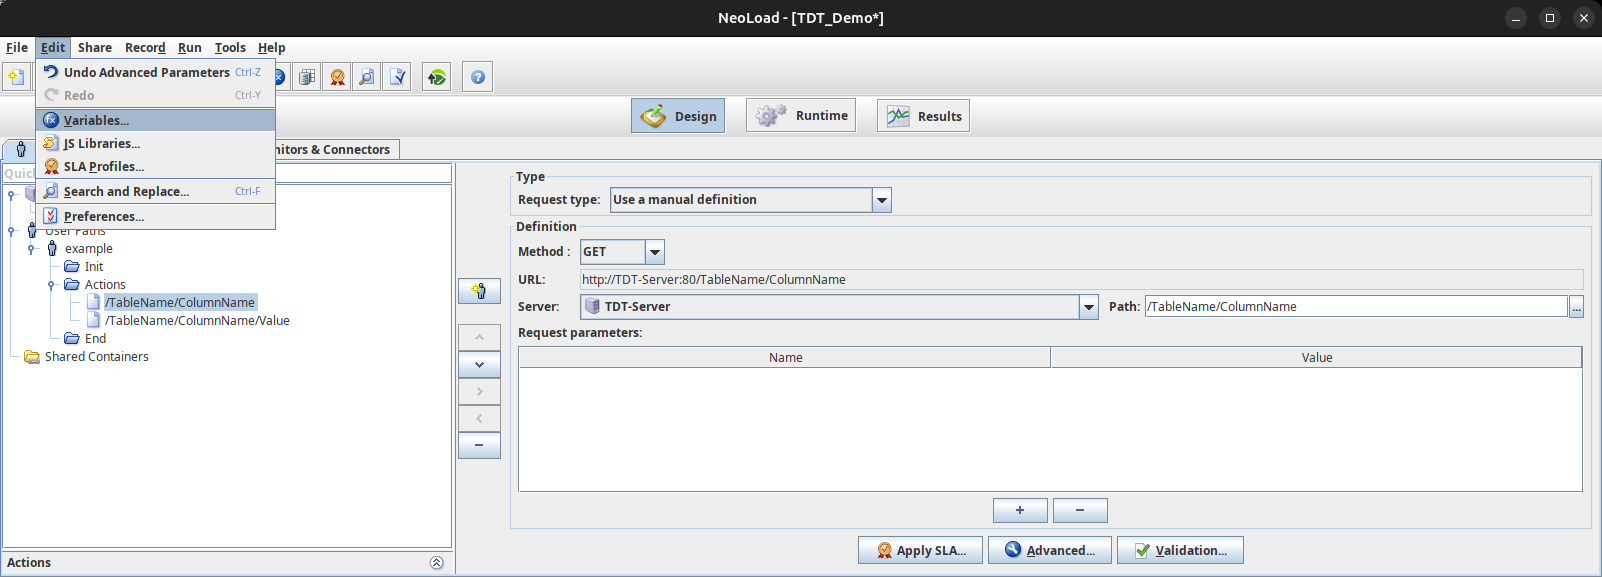 NeoLoad - [TDT_Demo*]
File Edit Share Record Run Tools Help
Undo Advanced Parameters Ctrl-Z
Redo Ctrl-Y
Variables...
JS Libraries...
SLA Profiles...
Search and Replace... Ctrl-F
Preferences...
Design Runtime Results
nitors & Connectors
Quic
User Paths
example
Init
Actions
/TableName/ColumnName
/TableName/ColumnName/Value
End
Shared Containers
Actions
Type
Request type: Use a manual definition
Definition
Method : GET
URL: http://TDT-Server:80/TableName/ColumnName
Server: TDT-Server Path: /TableName/ColumnName ...
Request parameters:
Name Value
+ −
Apply SLA... Advanced... Validation...